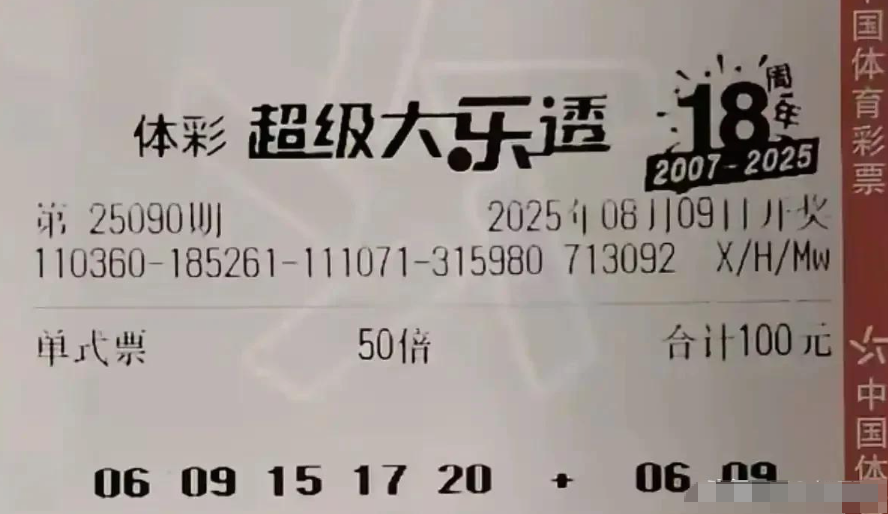 体彩 超级大乐透 18周年
2007-2025
第 25090期 2025年08月09日开奖
110360-185261-111071-315980 713092 X/H/Mw
单式票 50倍 合计100元
06 09 15 17 20 + 06 09
中国体育彩票
中国体